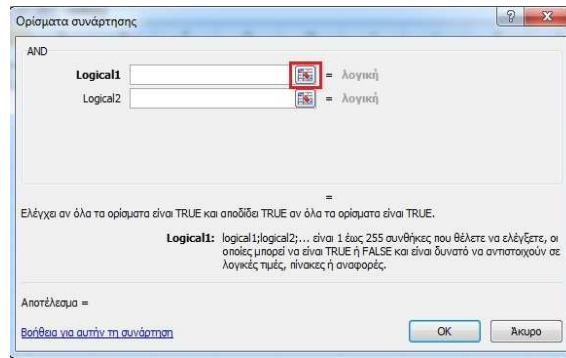 Ορίσματα συνάρτησης
AND
Logical1 = λογική
Logical2 = λογική
=
Ελέγχει αν όλα τα ορίσματα είναι TRUE και αποδίδει TRUE αν όλα τα ορίσματα είναι TRUE.
Logical1: logical1;logical2;... είναι 1 έως 255 συνθήκες που θέλετε να ελέγξετε, οι
οποίες μπορεί να είναι TRUE ή FALSE και είναι δυνατό να αντιστοιχούν σε
λογικές τιμές, πίνακες ή αναφορές.
Αποτέλεσμα =
Βοήθεια για αυτήν τη συνάρτηση OK Άκυρο